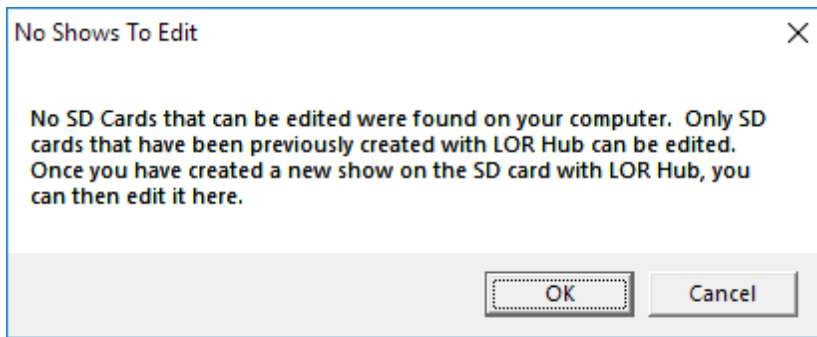 No Shows To Edit
No SD Cards that can be edited were found on your computer.  Only SD
cards that have been previously created with LOR Hub can be edited.
Once you have created a new show on the SD card with LOR Hub, you
can then edit it here.
OK
Cancel